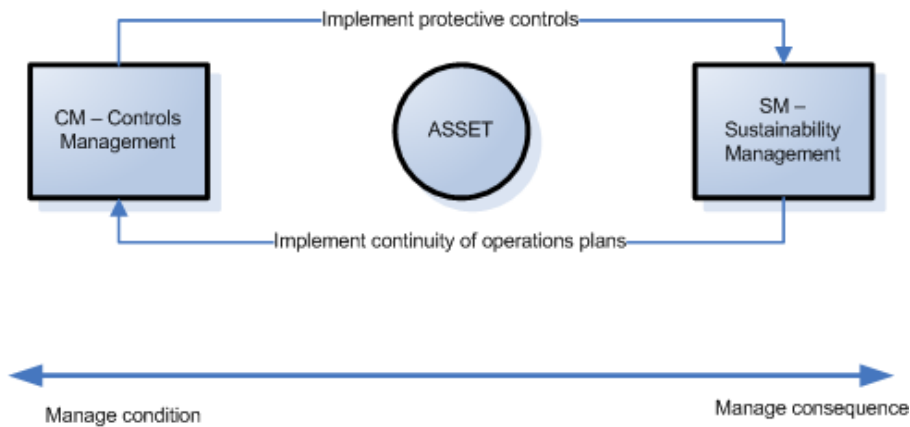 Implement protective controls
CM – Controls
Management
ASSET
SM –
Sustainability
Management
Implement continuity of operations plans
Manage condition
Manage consequence